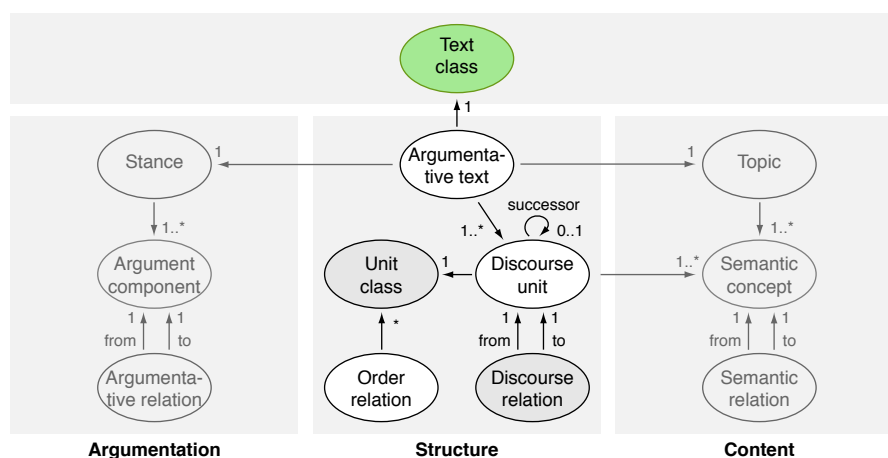 Text
class
1
Stance
1
Argumenta-
tive text
1
Topic
successor
1..*
1..*
0..1
1..*
Argument
component
Unit
class
1
Discourse
unit
1..*
Semantic
concept
1
1
*
1
1
1
1
from
to
from
to
from
to
Argumenta-
tive relation
Order
relation
Discourse
relation
Semantic
relation
Argumentation
Structure
Content